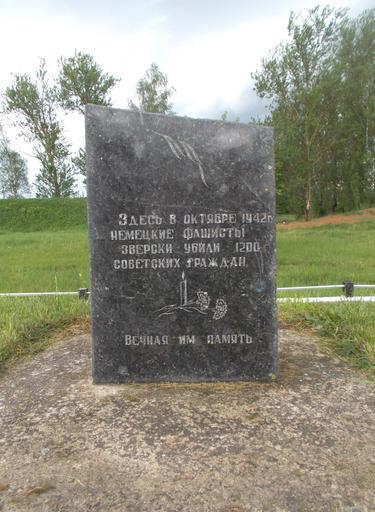 Здесь в октябре 1942г.
немецкие фашисты
зверски убили 1200
советских граждан.
Вечная им память